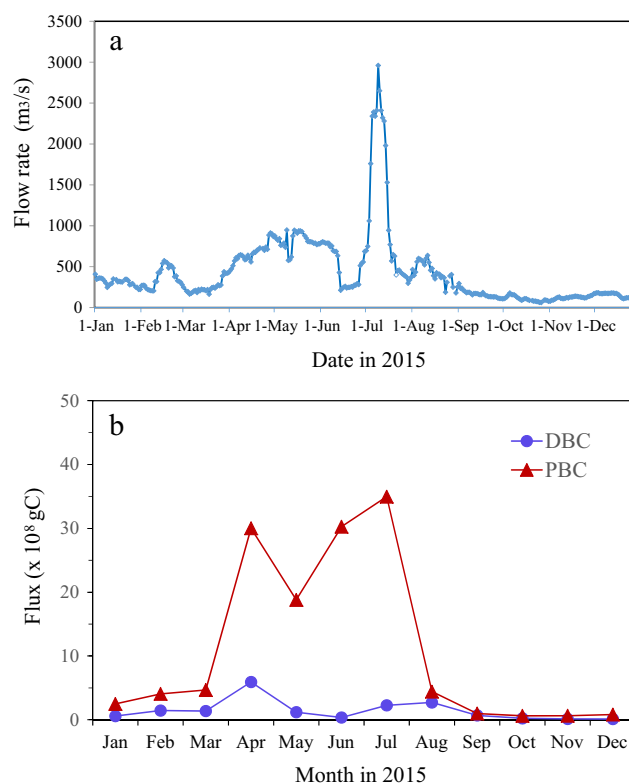 a
3500
3000
2500
2000
1500
1000
500
0
Flow rate (m3/s)
1-Jan 1-Feb 1-Mar 1-Apr 1-May 1-Jun 1-Jul 1-Aug 1-Sep 1-Oct 1-Nov 1-Dec
Date in 2015
b
50
40
30
20
10
0
Flux (x 10⁸ gC)
DBC
PBC
Jan Feb Mar Apr May Jun Jul Aug Sep Oct Nov Dec
Month in 2015